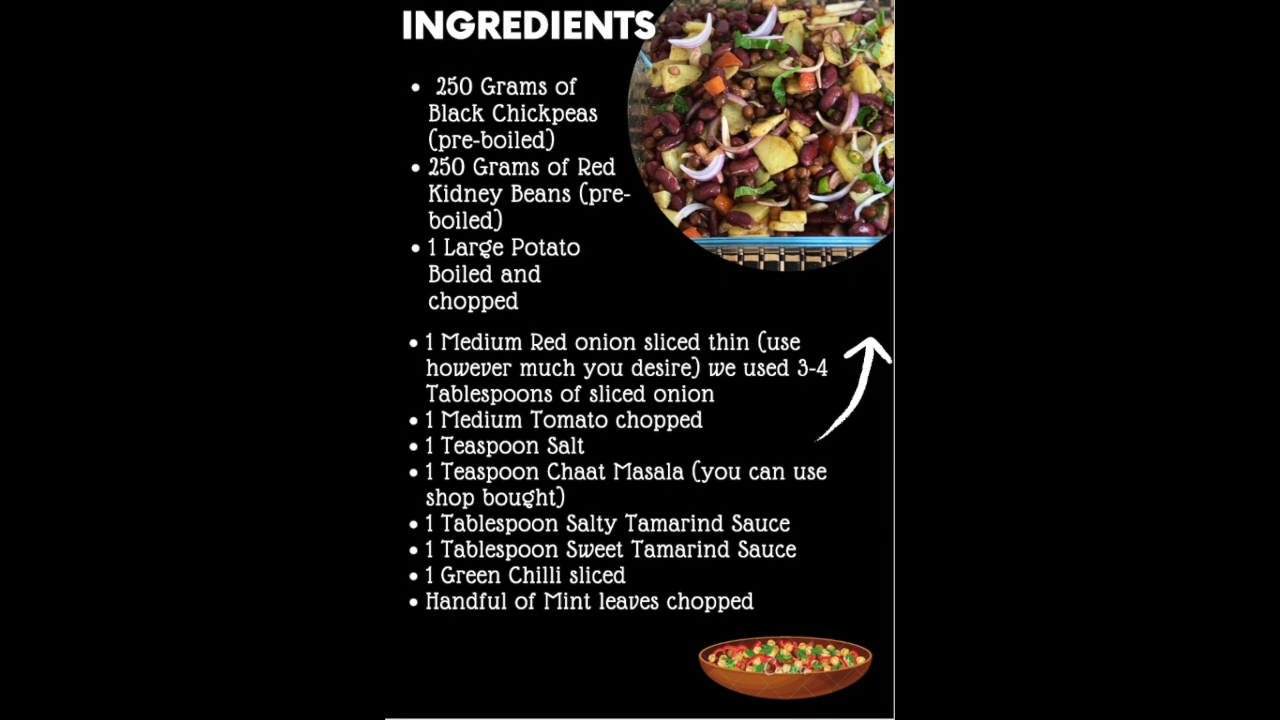 INGREDIENTS
• 250 Grams of
Black Chickpeas
(pre-boiled)
• 250 Grams of Red
Kidney Beans (pre-
boiled)
• 1 Large Potato
Boiled and
chopped
• 1 Medium Red onion sliced thin (use
however much you desire) we used 3-4
Tablespoons of sliced onion
• 1 Medium Tomato chopped
• 1 Teaspoon Salt
• 1 Teaspoon Chaat Masala (you can use
shop bought)
• 1 Tablespoon Salty Tamarind Sauce
• 1 Tablespoon Sweet Tamarind Sauce
• 1 Green Chilli sliced
• Handful of Mint leaves chopped